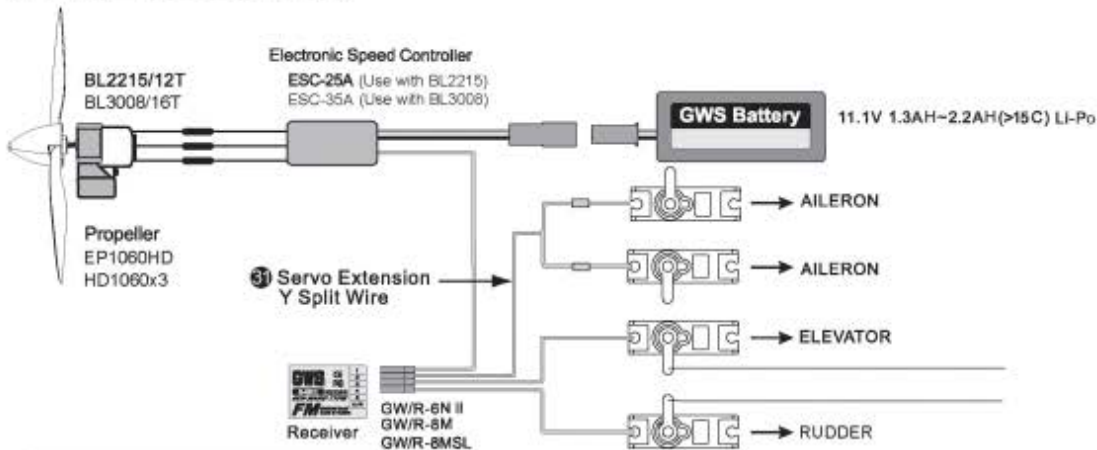 BL2215/12T
BL3008/16T
Electronic Speed Controller
ESC-25A (Use with BL2215)
ESC-35A (Use with BL3008)
GWS Battery
11.1V 1.3AH~2.2AH(>15C) Li-Po
AILERON
Propeller
EP1060HD
HD1060x3
31 Servo Extension
Y Split Wire
AILERON
ELEVATOR
GWS
FM
Receiver
GW/R-6N II
GW/R-8M
GW/R-8MSL
RUDDER